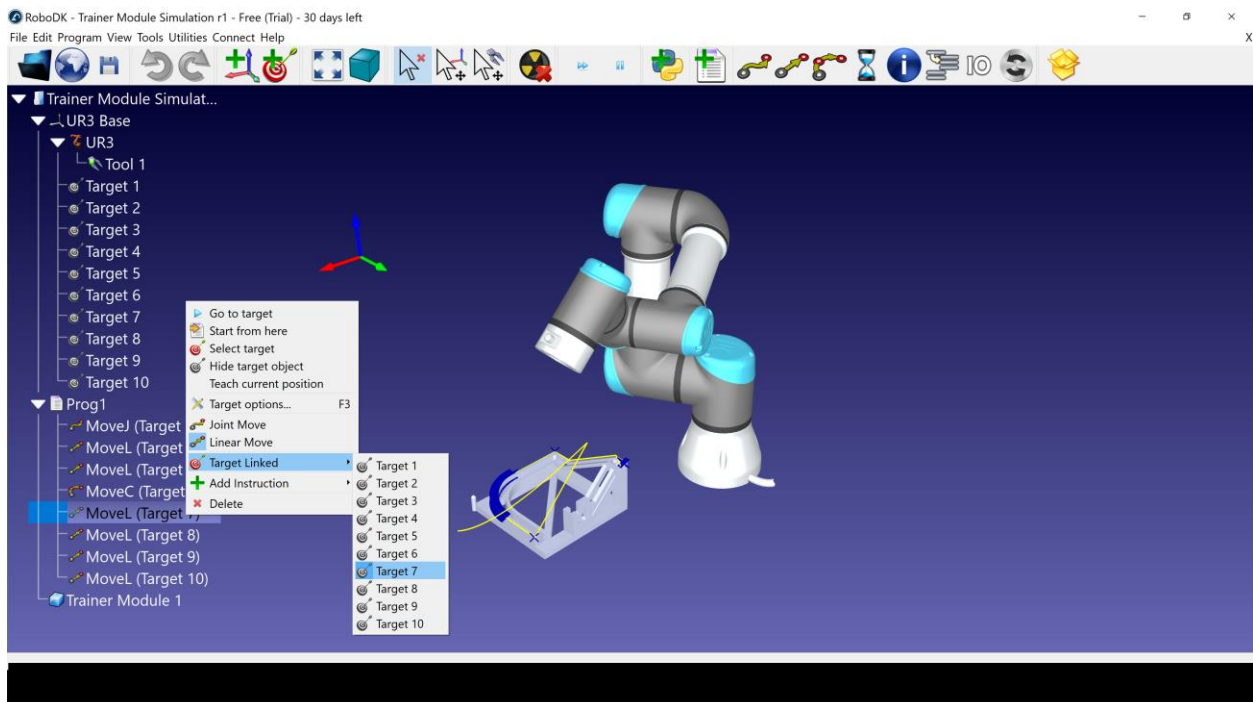 RoboDK - Trainer Module Simulation r1 - Free (Trial) - 30 days left
File Edit Program View Tools Utilities Connect Help
X
IO
Trainer Module Simulat...
UR3 Base
UR3
Tool 1
Target 1
Target 2
Target 3
Target 4
Target 5
Target 6
Target 7
Target 8
Target 9
Target 10
Prog1
MoveJ (Target
MoveL (Target
MoveL (Target
MoveC (Target
MoveL (Target 7)
MoveL (Target 8)
MoveL (Target 9)
MoveL (Target 10)
Trainer Module 1
Go to target
Start from here
Select target
Hide target object
Teach current position
Target options... F3
Joint Move
Linear Move
Target Linked
Add Instruction
Delete
Target 1
Target 2
Target 3
Target 4
Target 5
Target 6
Target 7
Target 8
Target 9
Target 10